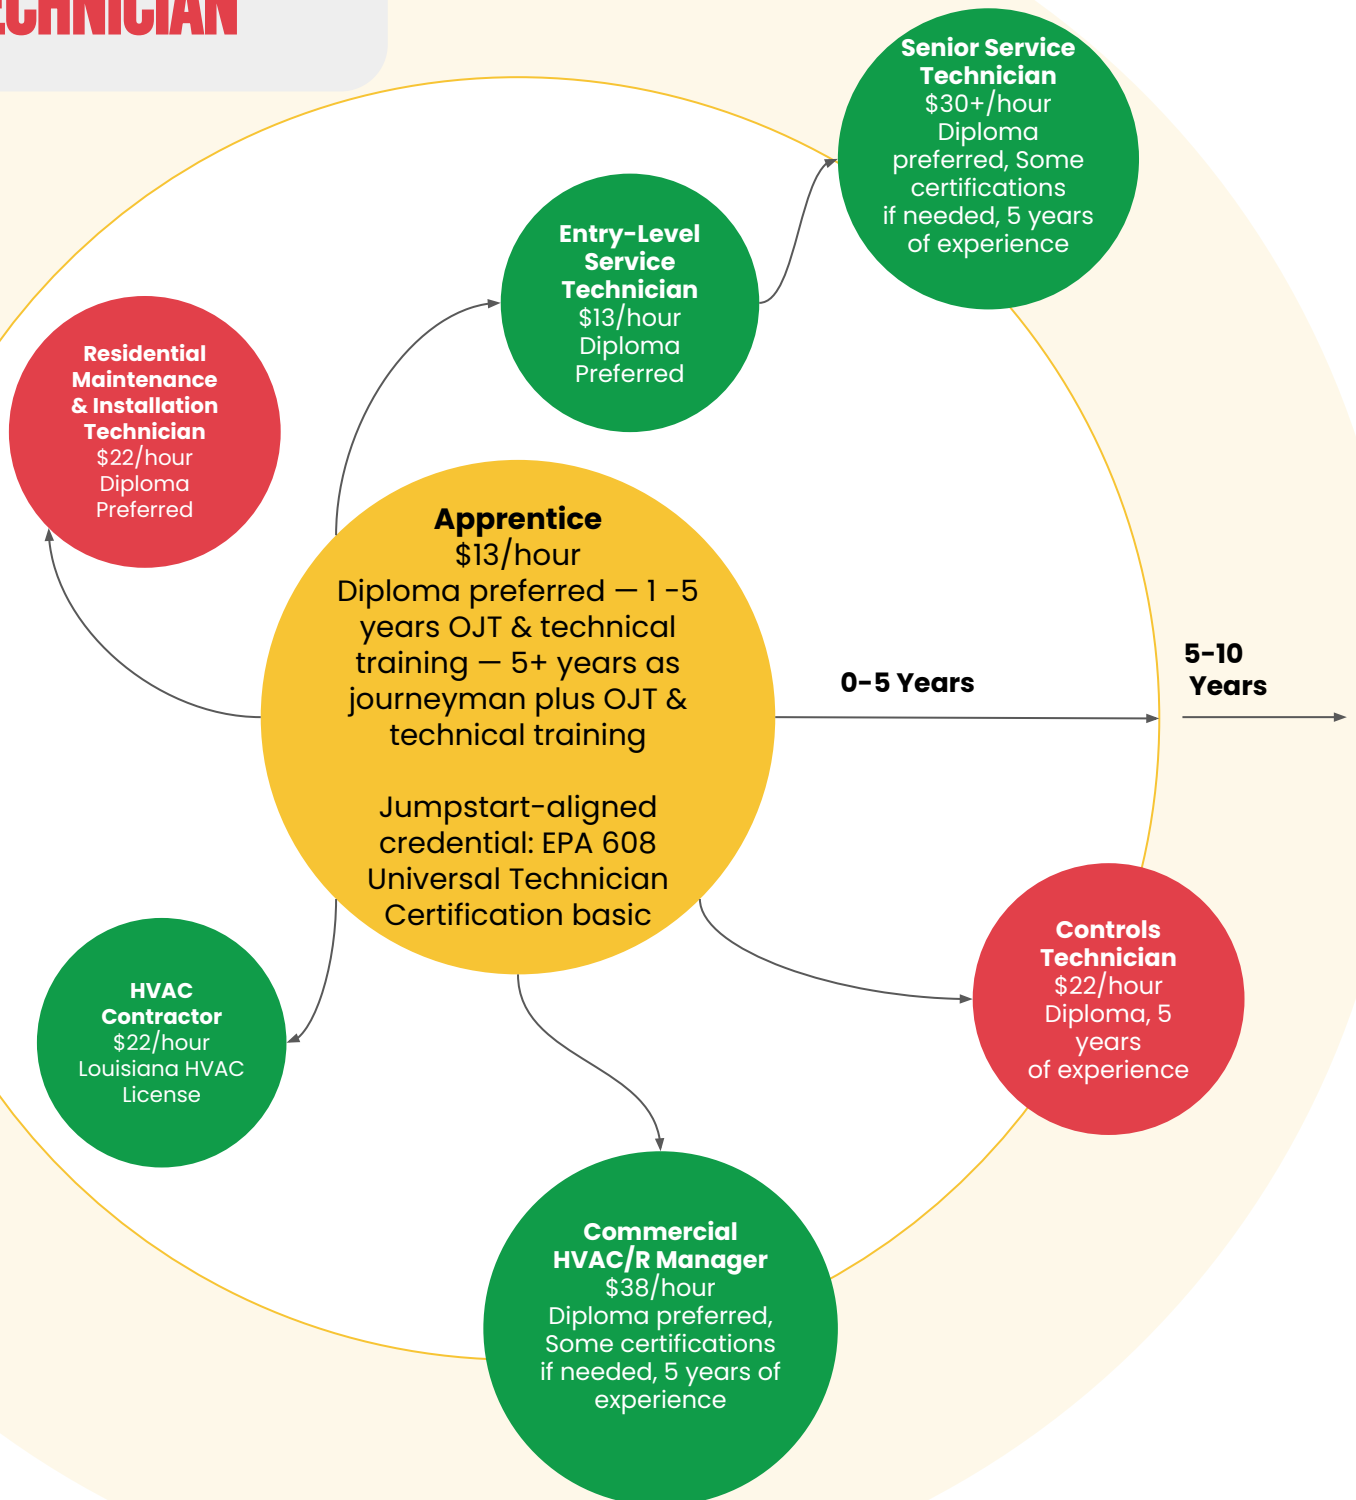 ECHNICIAN
Senior Service
Technician
$30+/hour
Diploma
preferred, Some
certifications
if needed, 5 years
of experience
Entry-Level
Service
Technician
$13/hour
Diploma
Preferred
Residential
Maintenance
& Installation
Technician
$22/hour
Diploma
Preferred
Apprentice
$13/hour
Diploma preferred — 1 -5
years OJT & technical
training — 5+ years as
journeyman plus OJT &
technical training
Jumpstart-aligned
credential: EPA 608
Universal Technician
Certification basic
0-5 Years
5-10
Years
HVAC
Contractor
$22/hour
Louisiana HVAC
License
Controls
Technician
$22/hour
Diploma, 5
years
of experience
Commercial
HVAC/R Manager
$38/hour
Diploma preferred,
Some certifications
if needed, 5 years of
experience